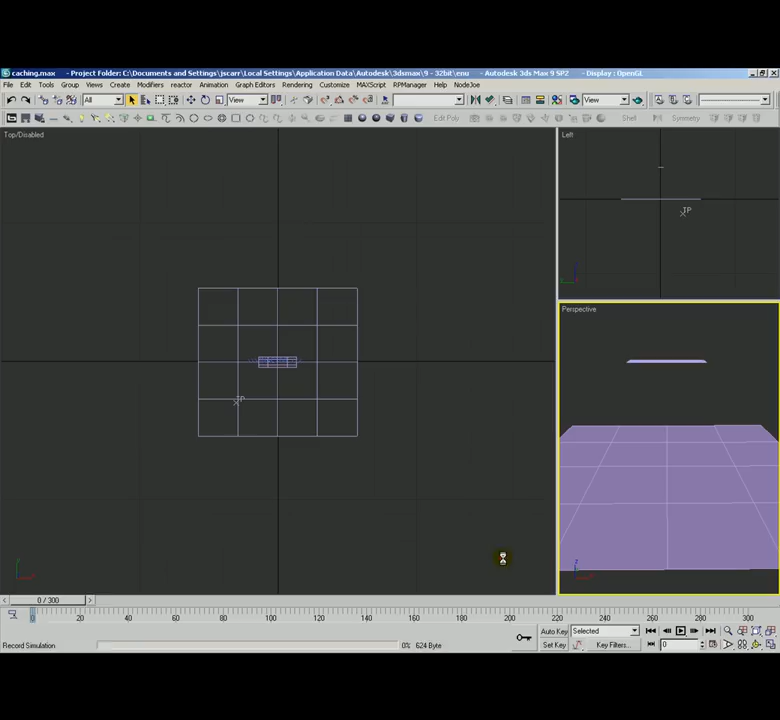 caching.max - Project Folder: C:\Documents and Settings\jscarr\Local Settings\Application Data\Autodesk\3dsmax\9 - 32bit\enu - Autodesk 3ds Max 9 SP2 - Display : OpenGL
File Edit Tools Group Views Create Modifiers reactor Animation Graph Editors Rendering Customize MAXScript RPManager Help NodeJoe
All View View
Edit Poly Shell Symmetry
Top/Disabled Left
TP
Perspective
TP
0 / 300
0 20 40 60 80 100 120 140 160 180 200 220 240 260 280 300
Auto Key Selected
Record Simulation 0% 624 Byte Set Key Key Filters... 0